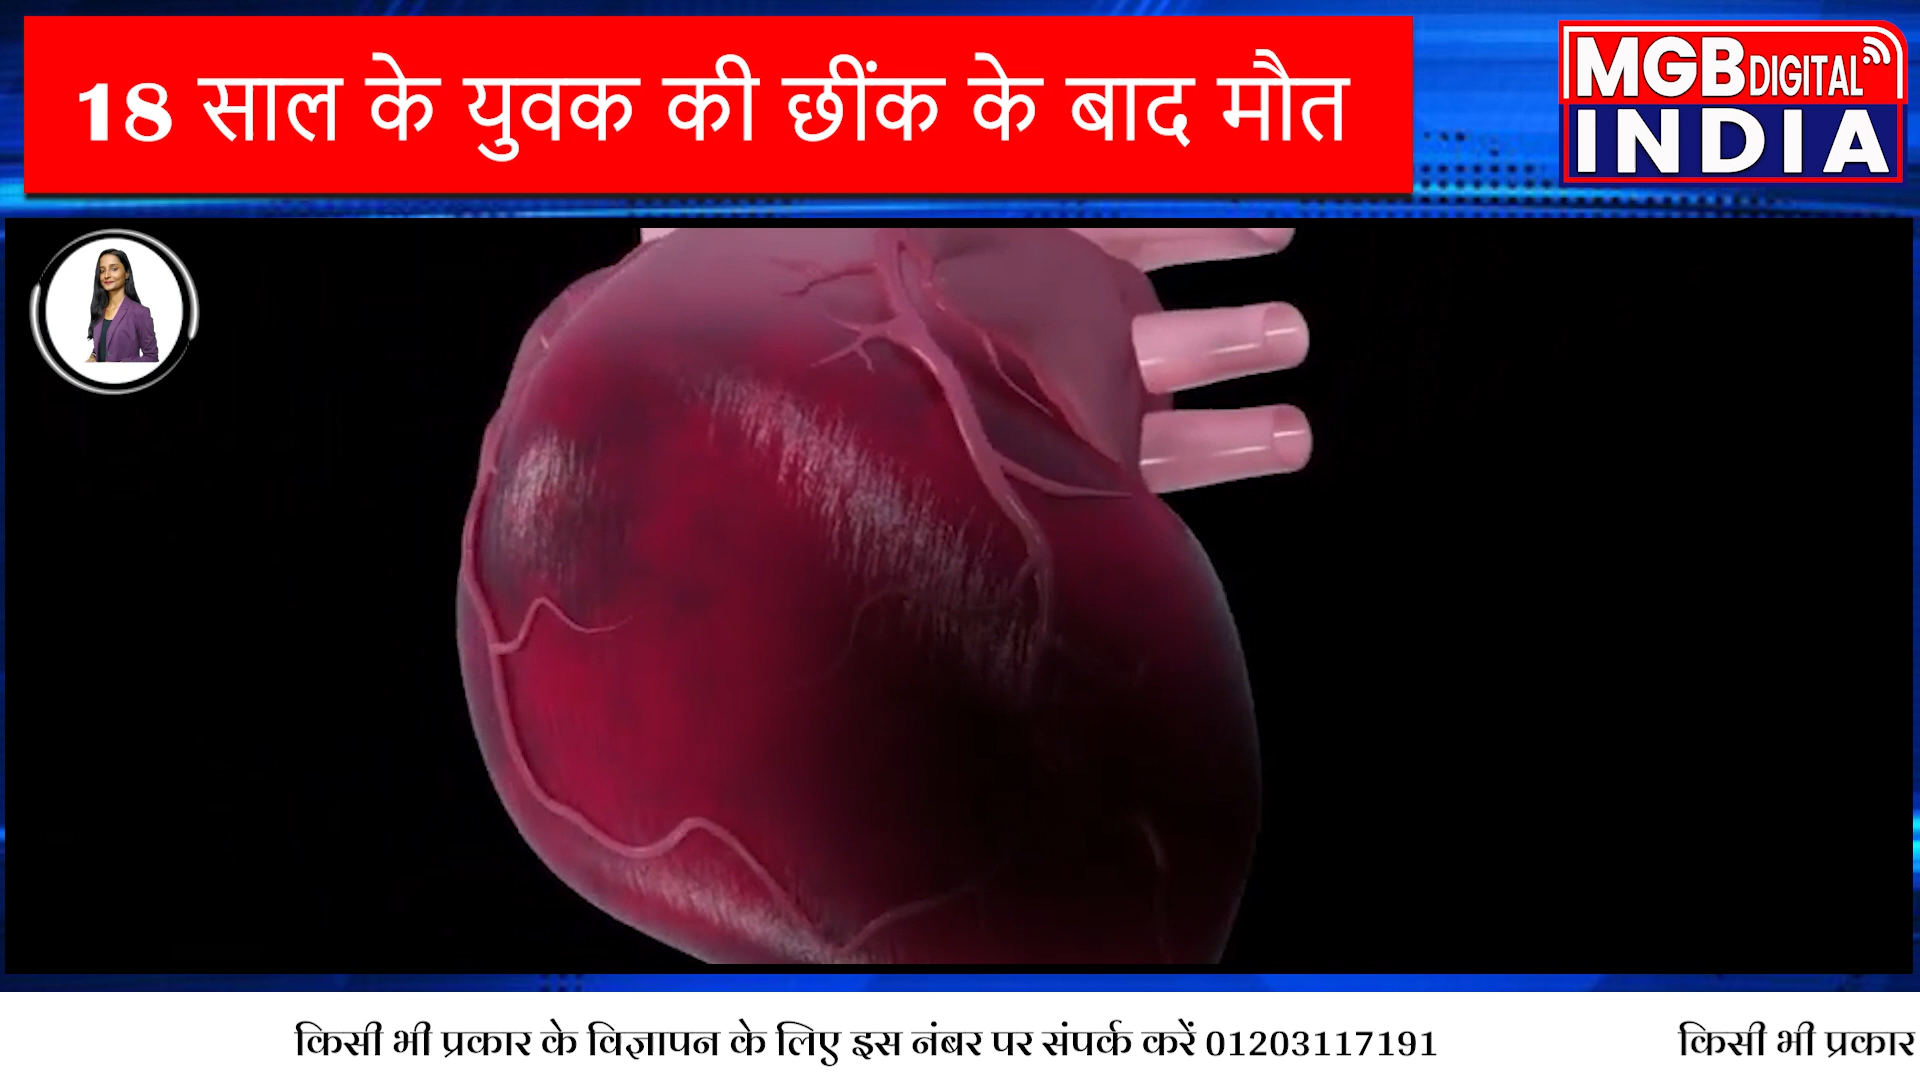 18 साल के युवक की छींक के बाद मौत
MGB DIGITAL
INDIA
किसी भी प्रकार के विज्ञापन के लिए इस नंबर पर संपर्क करें 01203117191 किसी भी प्रकार